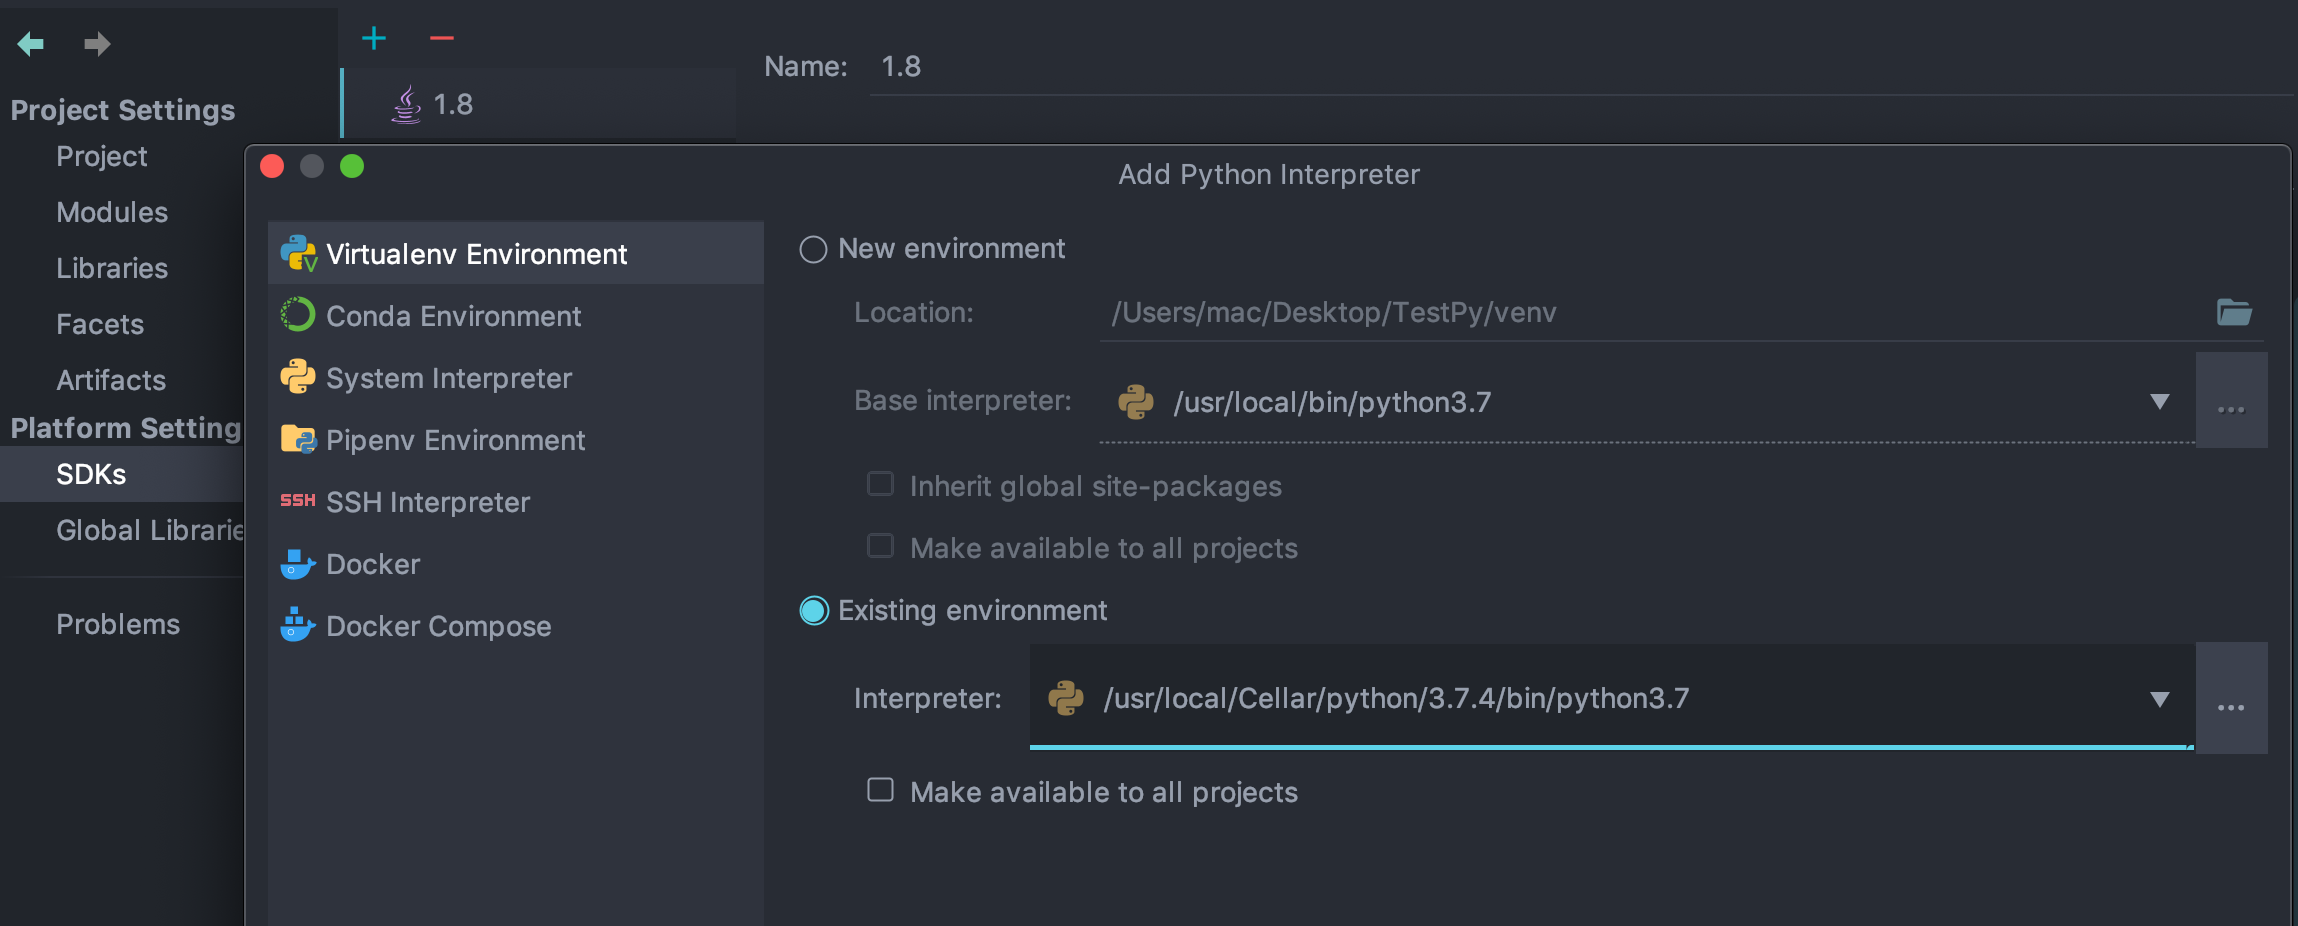 Name: 1.8
1.8
Project Settings
Project
Modules
Libraries
Facets
Artifacts
Platform Setting
SDKs
Global Librarie
Problems
Add Python Interpreter
Virtualenv Environment
Conda Environment
System Interpreter
Pipenv Environment
SSH SSH Interpreter
Docker
Docker Compose
New environment
Location: /Users/mac/Desktop/TestPy/venv
Base interpreter: /usr/local/bin/python3.7
...
Inherit global site-packages
Make available to all projects
Existing environment
Interpreter: /usr/local/Cellar/python/3.7.4/bin/python3.7
...
Make available to all projects